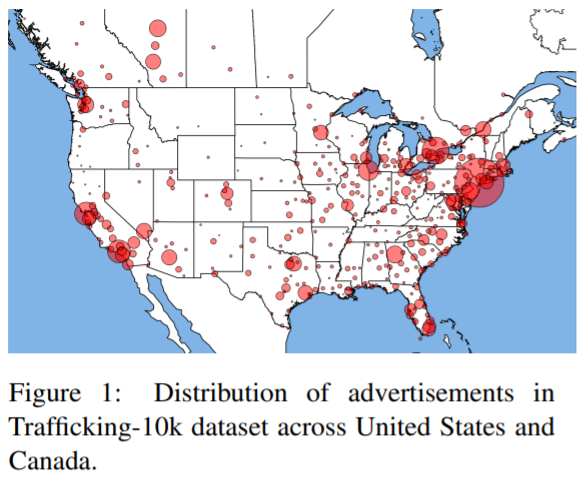 Figure 1: Distribution of advertisements in
Trafficking-10k dataset across United States and
Canada.